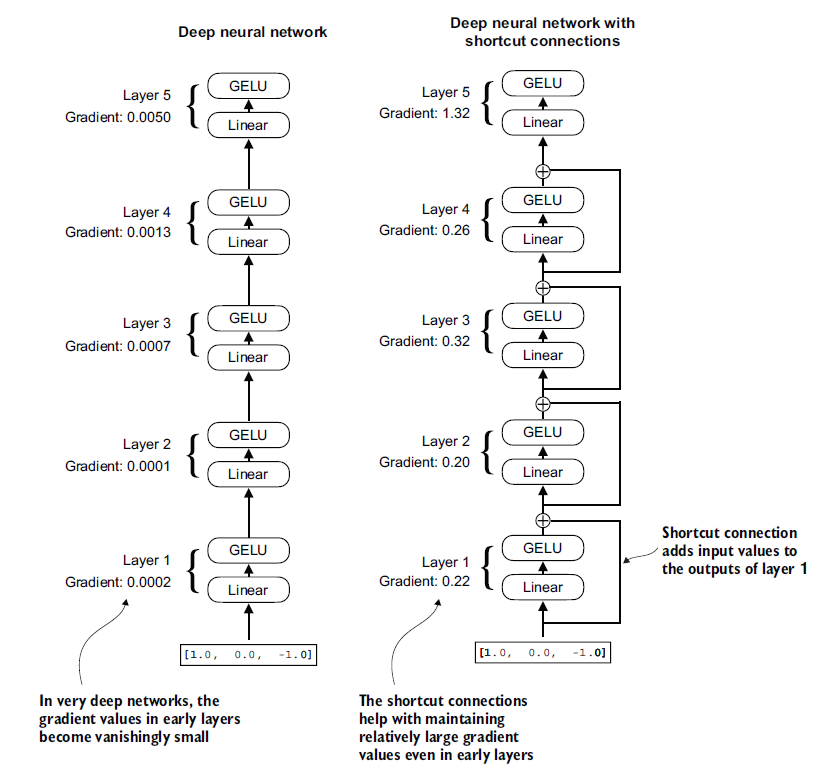 Deep neural network
Layer 5
Gradient: 0.0050
GELU
Linear
Layer 4
Gradient: 0.0013
GELU
Linear
Layer 3
Gradient: 0.0007
GELU
Linear
Layer 2
Gradient: 0.0001
GELU
Linear
Layer 1
Gradient: 0.0002
GELU
Linear
[1.0, 0.0, -1.0]
In very deep networks, the
gradient values in early layers
become vanishingly small
Deep neural network with
shortcut connections
Layer 5
Gradient: 1.32
GELU
Linear
+
Layer 4
Gradient: 0.26
GELU
Linear
+
Layer 3
Gradient: 0.32
GELU
Linear
+
Layer 2
Gradient: 0.20
GELU
Linear
+
Layer 1
Gradient: 0.22
GELU
Linear
[1.0, 0.0, -1.0]
Shortcut connection
adds input values to
the outputs of layer 1
The shortcut connections
help with maintaining
relatively large gradient
values even in early layers